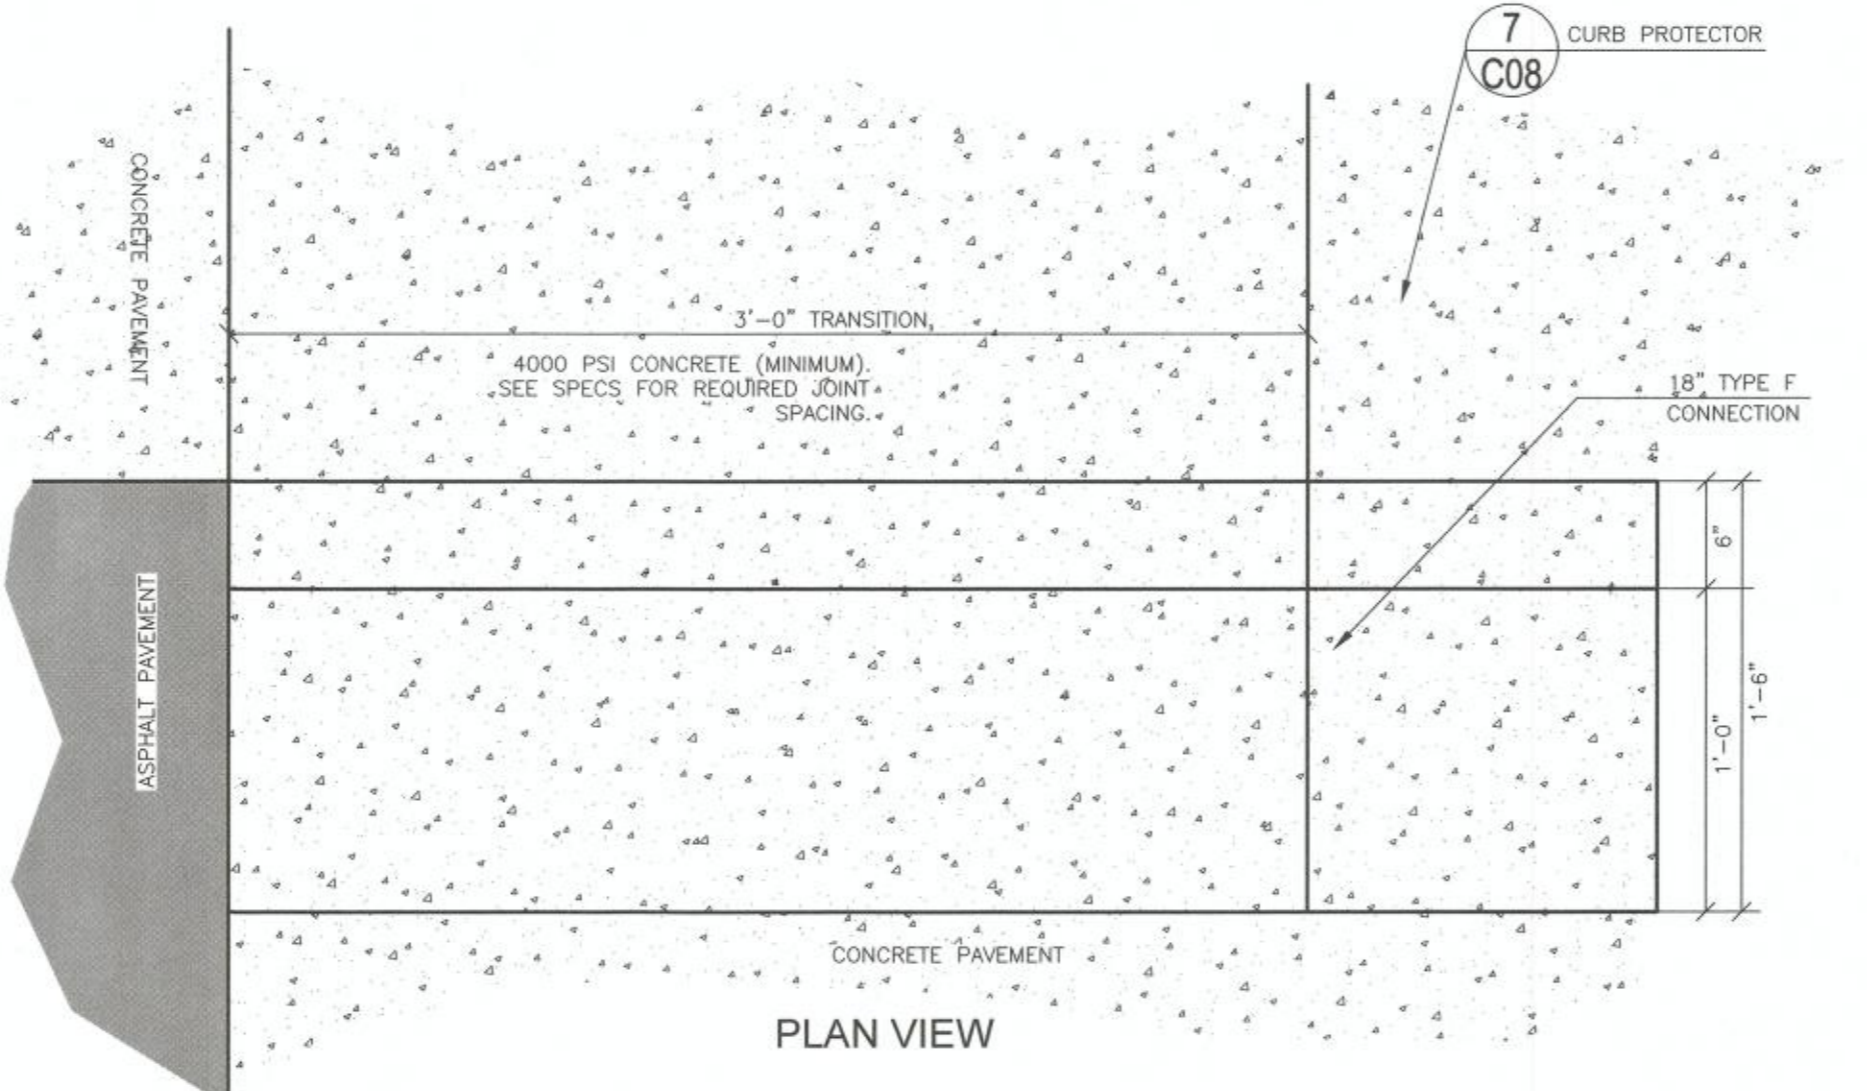 7
C08
CURB PROTECTOR
CONCRETE PAVEMENT
3'-0" TRANSITION,
4000 PSI CONCRETE (MINIMUM).
SEE SPECS FOR REQUIRED JOINT
SPACING.
18" TYPE F
CONNECTION
6"
1'-6"
1'-0"
ASPHALT PAVEMENT
CONCRETE PAVEMENT
PLAN VIEW